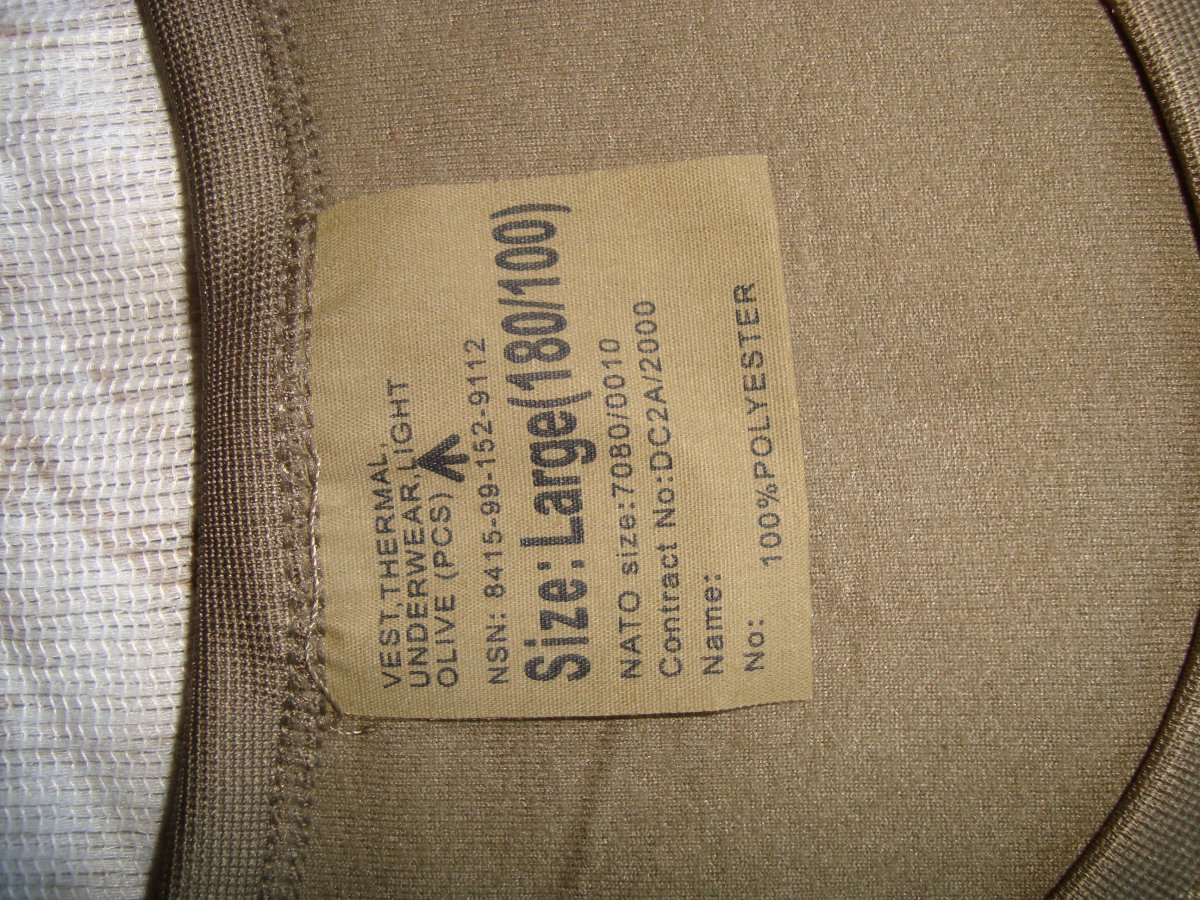 VEST,THERMAL,
UNDERWEAR,LIGHT
OLIVE (PCS)
NSN: 8415-99-152-9112
Size:Large(180/100)
NATO size:7080/0010
Contract No:DC2A/2000
Name:
No: 100%POLYESTER